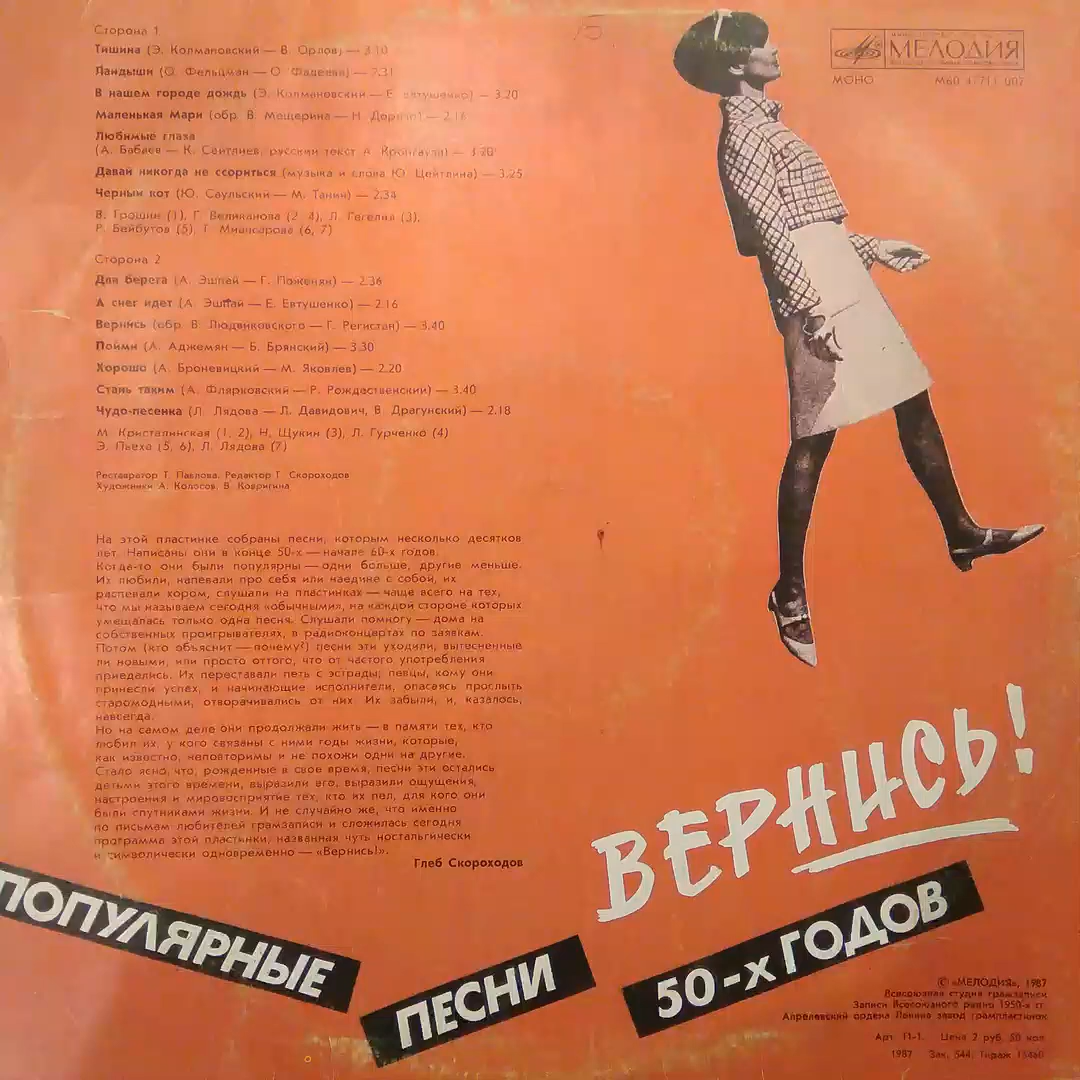 Сторона 1
Тишина (Э. Колмановский — В. Орлов) — 3.10
Ландыши (О. Фельцман — О. Фадеева) — 2.31
В нашем городе дождь (Э. Колмановский — Е. Евтушенко) — 3.20
Маленькая Мари (обр. В. Мещерина — Н. Доризо) — 2.16
Любимые глаза
(А. Бабаев — К. Сейтлиев, русский текст А. Кронгауза) — 3.20
Давай никогда не ссориться (музыка и слова Ю. Цейтлина) — 3.25
Черный кот (Ю. Саульский — М. Танич) — 2.34
В. Трошин (1), Г. Великанова (2, 4), Л. Гегелия (3),
Р. Бейбутов (5), Т. Миансарова (6, 7)
Сторона 2
Два берега (А. Эшпай — Г. Поженян) — 2.36
А снег идет (А. Эшпай — Е. Евтушенко) — 2.16
Вернись (обр. В. Людвиковского — Г. Регистан) — 3.40
Пойми (А. Аджемян — Б. Брянский) — 3.30
Хорошо (А. Броневицкий — М. Яковлев) — 2.20
Стань таким (А. Флярковский — Р. Рождественский) — 3.40
Чудо-песенка (Л. Лядова — Л. Давидович, В. Драгунский) — 2.18
М. Кристалинская (1, 2), Н. Щукин (3), Л. Гурченко (4)
Э. Пьеха (5, 6), Л. Лядова (7)
Реставратор Т. Павлова. Редактор Г. Скороходов
Художники А. Колосов, В. Ковригина
На этой пластинке собраны песни, которым несколько десятков
лет. Написаны они в конце 50-х — начале 60-х годов.
Когда-то они были популярны — одни больше, другие меньше.
Их любили, напевали про себя или наедине с собой, их
распевали хором, слушали на пластинках — чаще всего на тех,
что мы называем сегодня «обычными», на каждой стороне которых
умещалась только одна песня. Слушали помногу — дома на
собственных проигрывателях, в радиоконцертах по заявкам.
Потом (кто объяснит — почему?) песни эти уходили, вытесненные
ли новыми, или просто оттого, что от частого употребления
приедались. Их переставали петь с эстрады; певцы, кому они
принесли успех, и начинающие исполнители, опасаясь прослыть
старомодными, отворачивались от них. Их забыли, и, казалось,
навсегда.
Но на самом деле они продолжали жить — в памяти тех, кто
любил их, у кого связаны с ними годы жизни, которые,
как известно, неповторимы и не похожи одни на другие.
Стало ясно, что, рожденные в свое время, песни эти остались
детьми этого времени, выразили его, выразили ощущения,
настроения и мировосприятие тех, кто их пел, для кого они
были спутниками жизни. И не случайно же, что именно
по письмам любителей грамзаписи и сложилась сегодня
программа этой пластинки, названная чуть ностальгически
и символически одновременно — «Вернись!».
Глеб Скороходов
15
МЕЛОДИЯ
МОНО М60 47711 007
ВЕРНИСЬ!
ПОПУЛЯРНЫЕ
ПЕСНИ
50-х ГОДОВ
© «МЕЛОДИЯ», 1987
Всесоюзная студия грамзаписи
Записи Всесоюзного радио 1950-х гг.
Апрелевский ордена Ленина завод грампластинок
Арт. 11-1. Цена 2 руб. 50 коп.
1987 Зак. 544. Тираж 15460